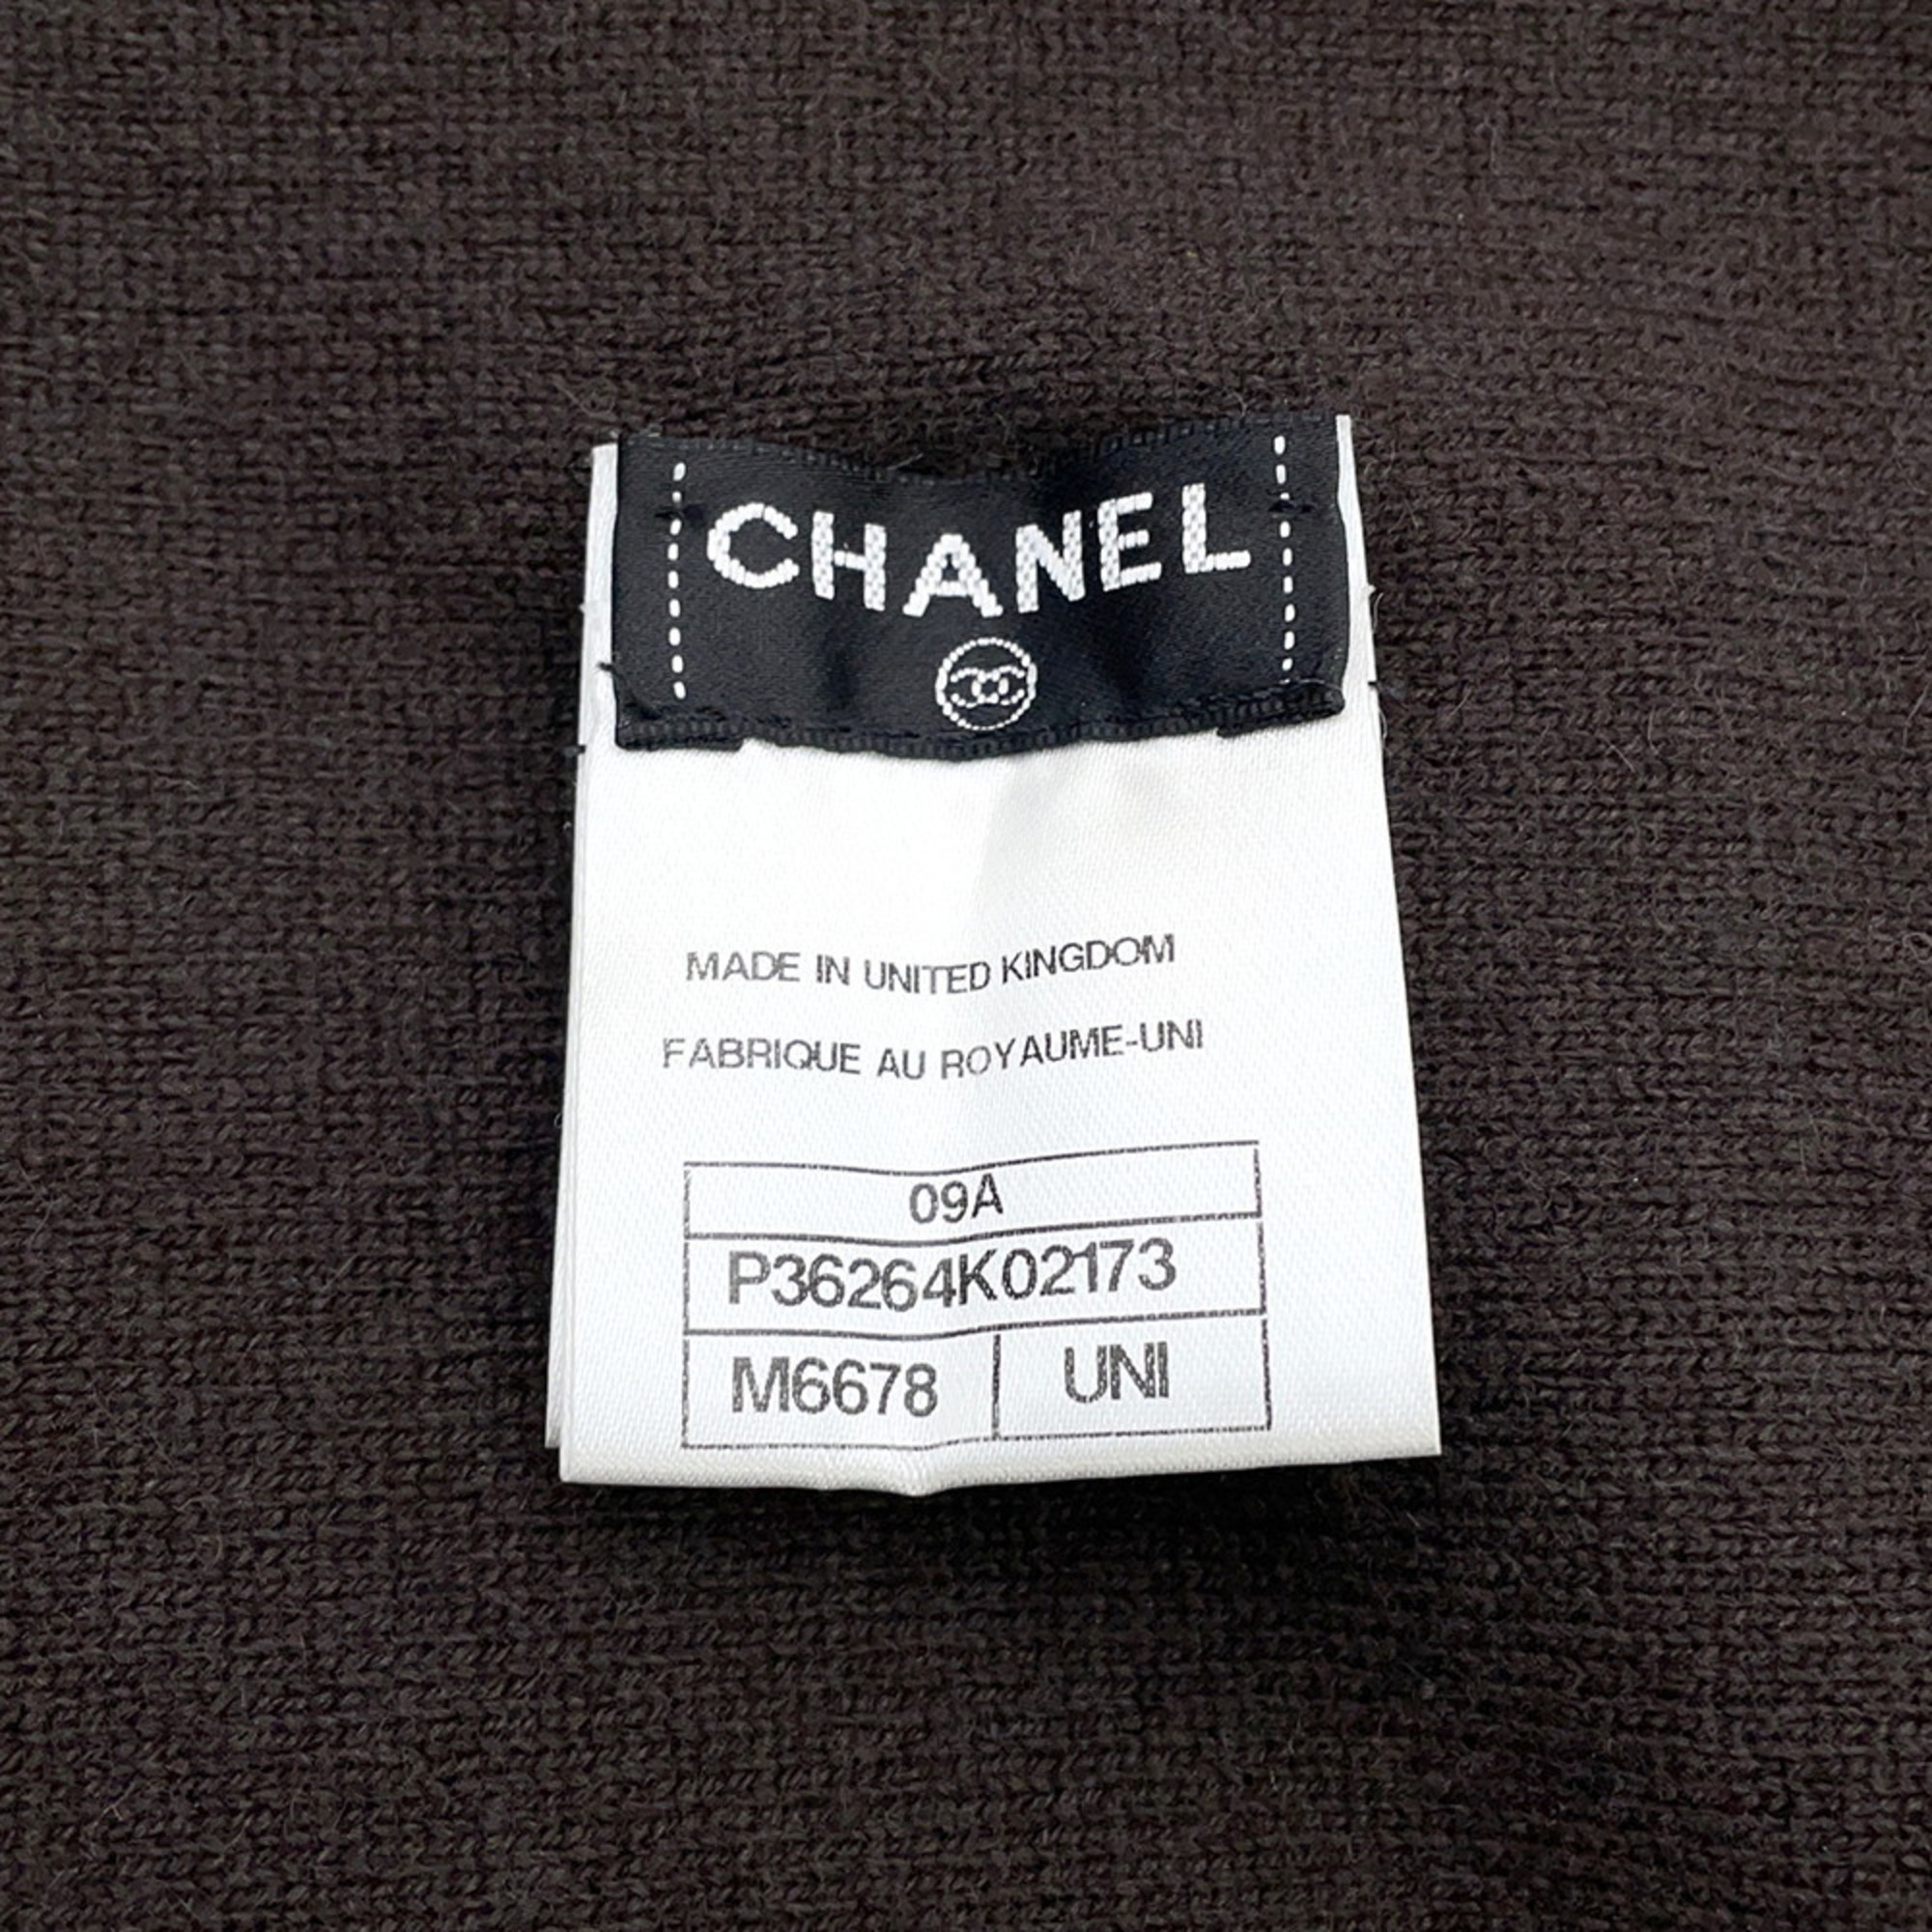 CHANEL
MADE IN UNITED KINGDOM
FABRIQUE AU ROYAUME-UNI
09A
P36264K02173
M6678 UNI